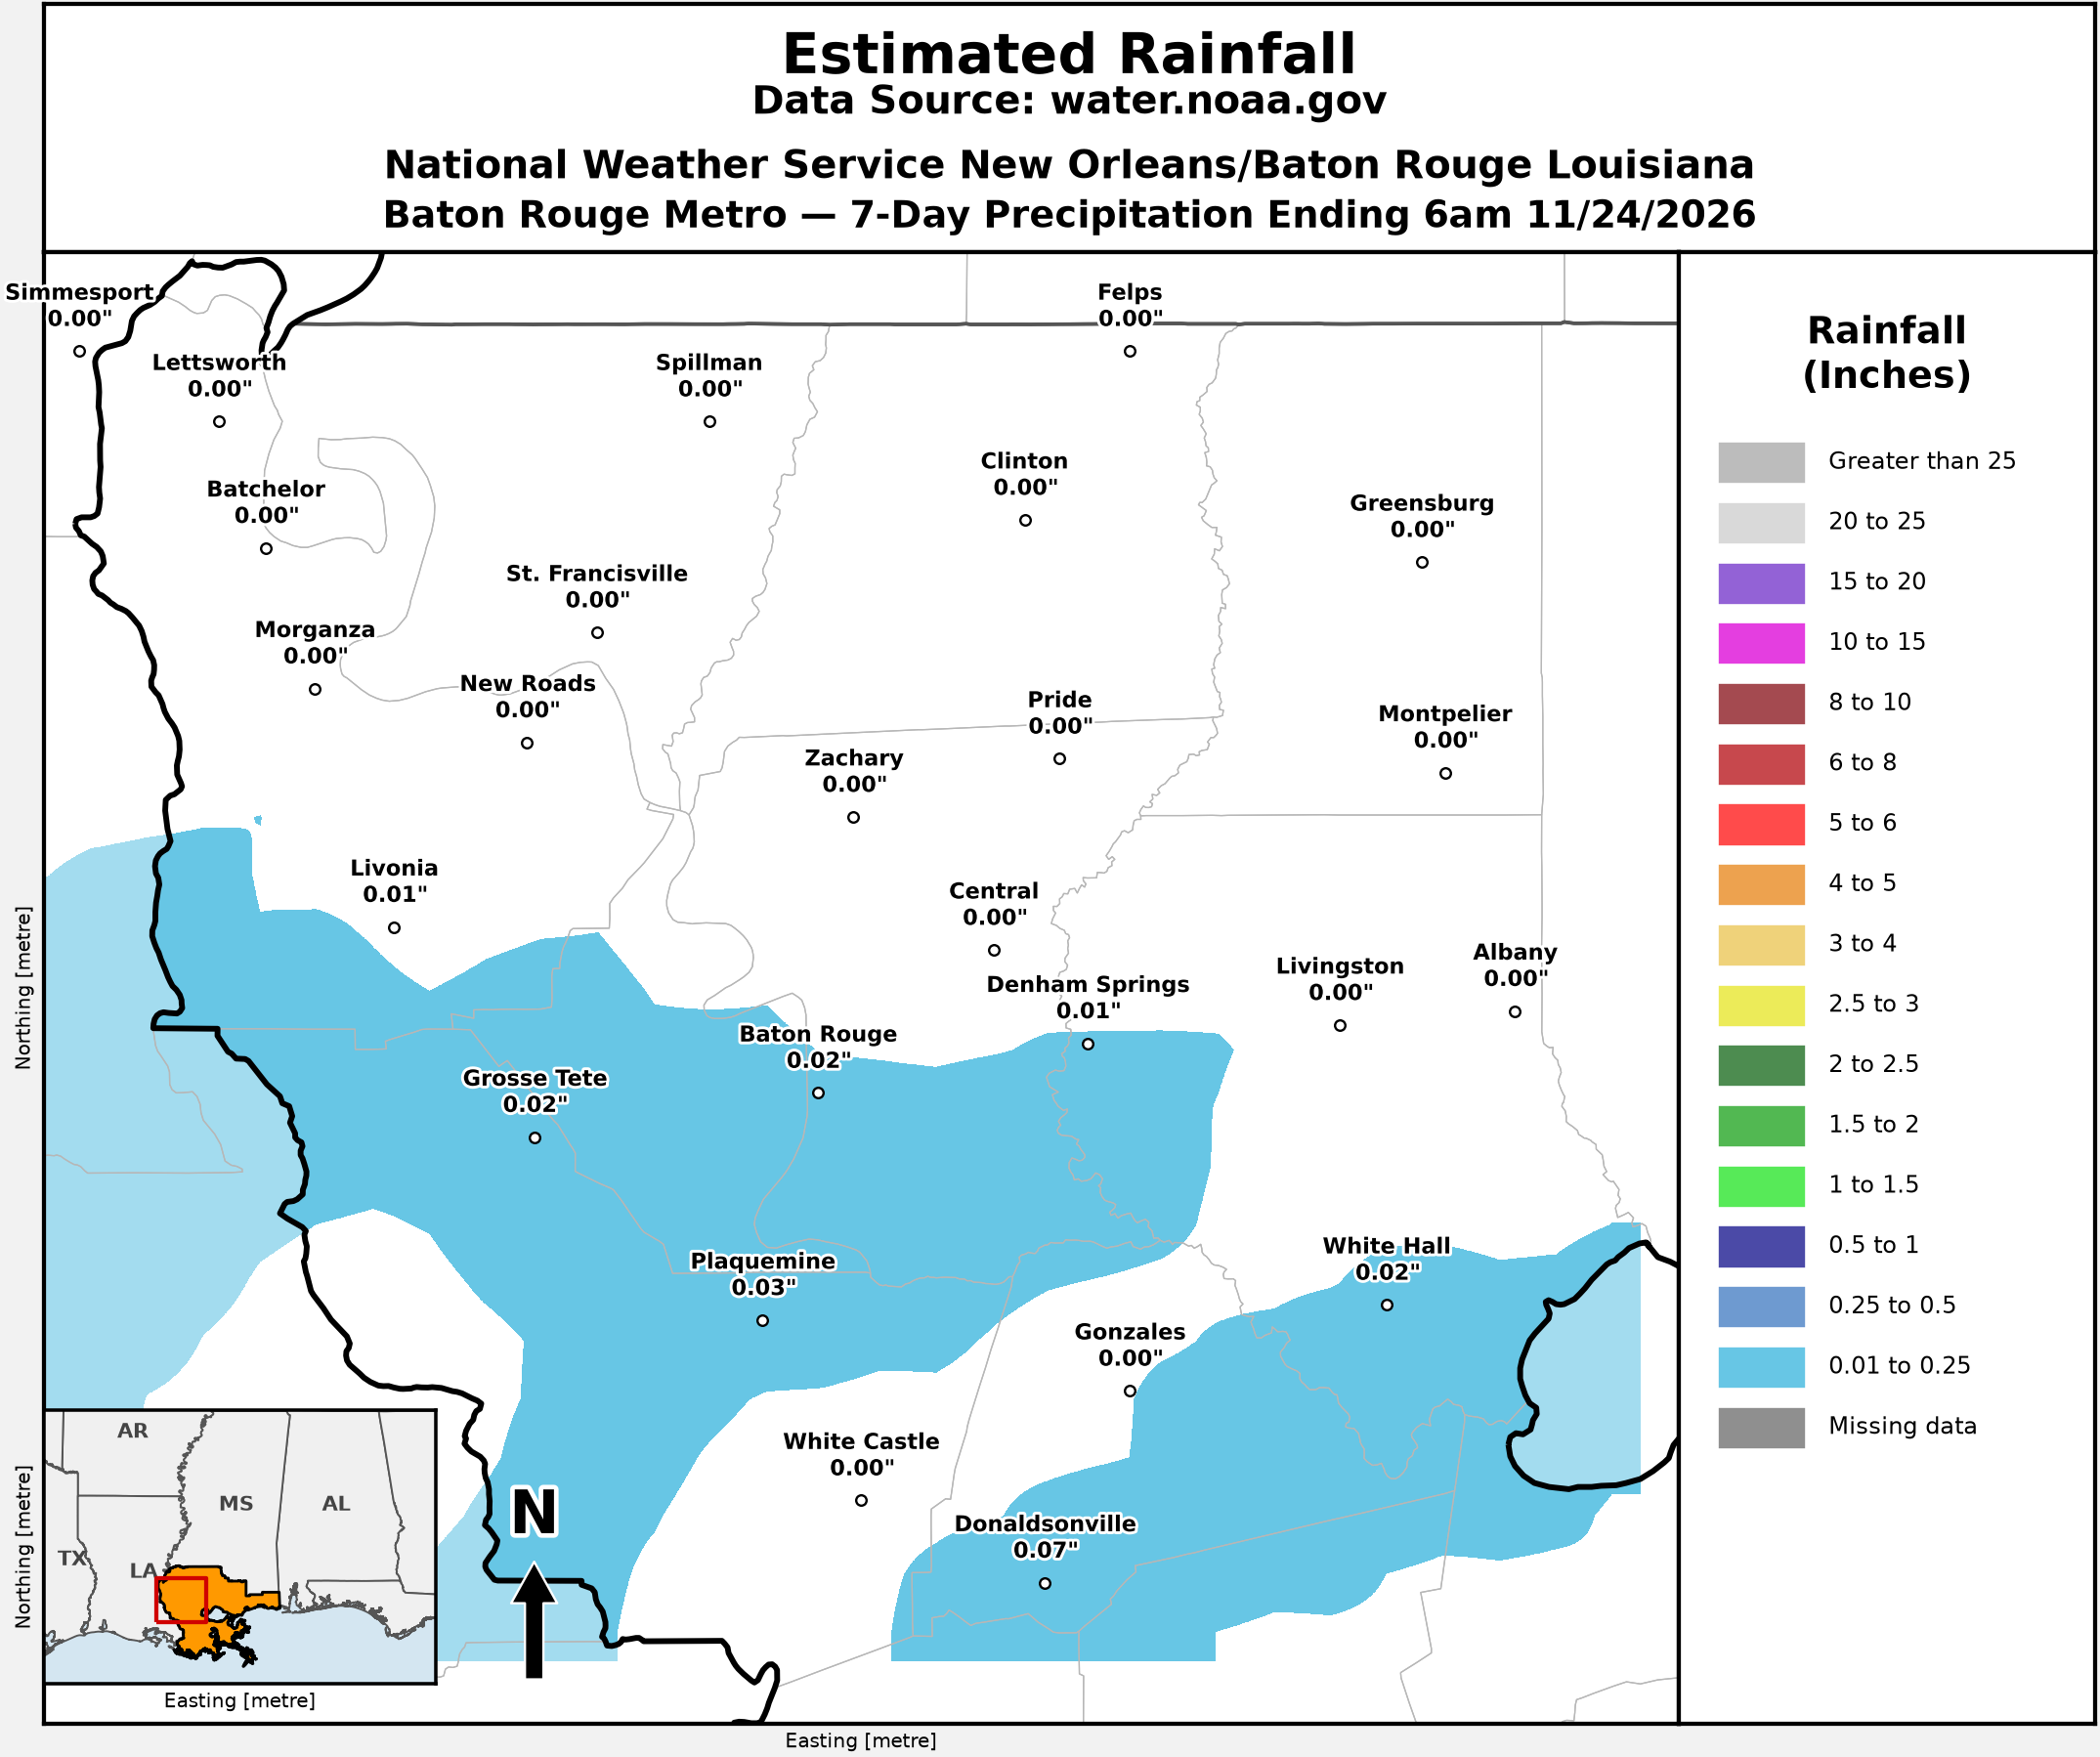 Estimated Rainfall
Data Source: water.noaa.gov
National Weather Service New Orleans/Baton Rouge Louisiana
Baton Rouge Metro — 7-Day Precipitation Ending 6am 11/24/2026
Simmesport
0.00"
Felps
0.00"
Lettsworth
0.00"
Spillman
0.00"
Clinton
0.00"
Batchelor
0.00"
Greensburg
0.00"
St. Francisville
0.00"
Morganza
0.00"
New Roads
0.00"
Pride
0.00"
Montpelier
0.00"
Zachary
0.00"
Livonia
0.01"
Central
0.00"
Albany
0.00"
Livingston
0.00"
Denham Springs
0.01"
Baton Rouge
0.02"
Grosse Tete
0.02"
White Hall
0.02"
Plaquemine
0.03"
Gonzales
0.00"
White Castle
0.00"
Donaldsonville
0.07"
N
Rainfall
(Inches)
Greater than 25
20 to 25
15 to 20
10 to 15
8 to 10
6 to 8
5 to 6
4 to 5
3 to 4
2.5 to 3
2 to 2.5
1.5 to 2
1 to 1.5
0.5 to 1
0.25 to 0.5
0.01 to 0.25
Missing data
AR
MS
AL
TX
LA
Easting [metre]
Northing [metre]
Northing [metre]
Easting [metre]